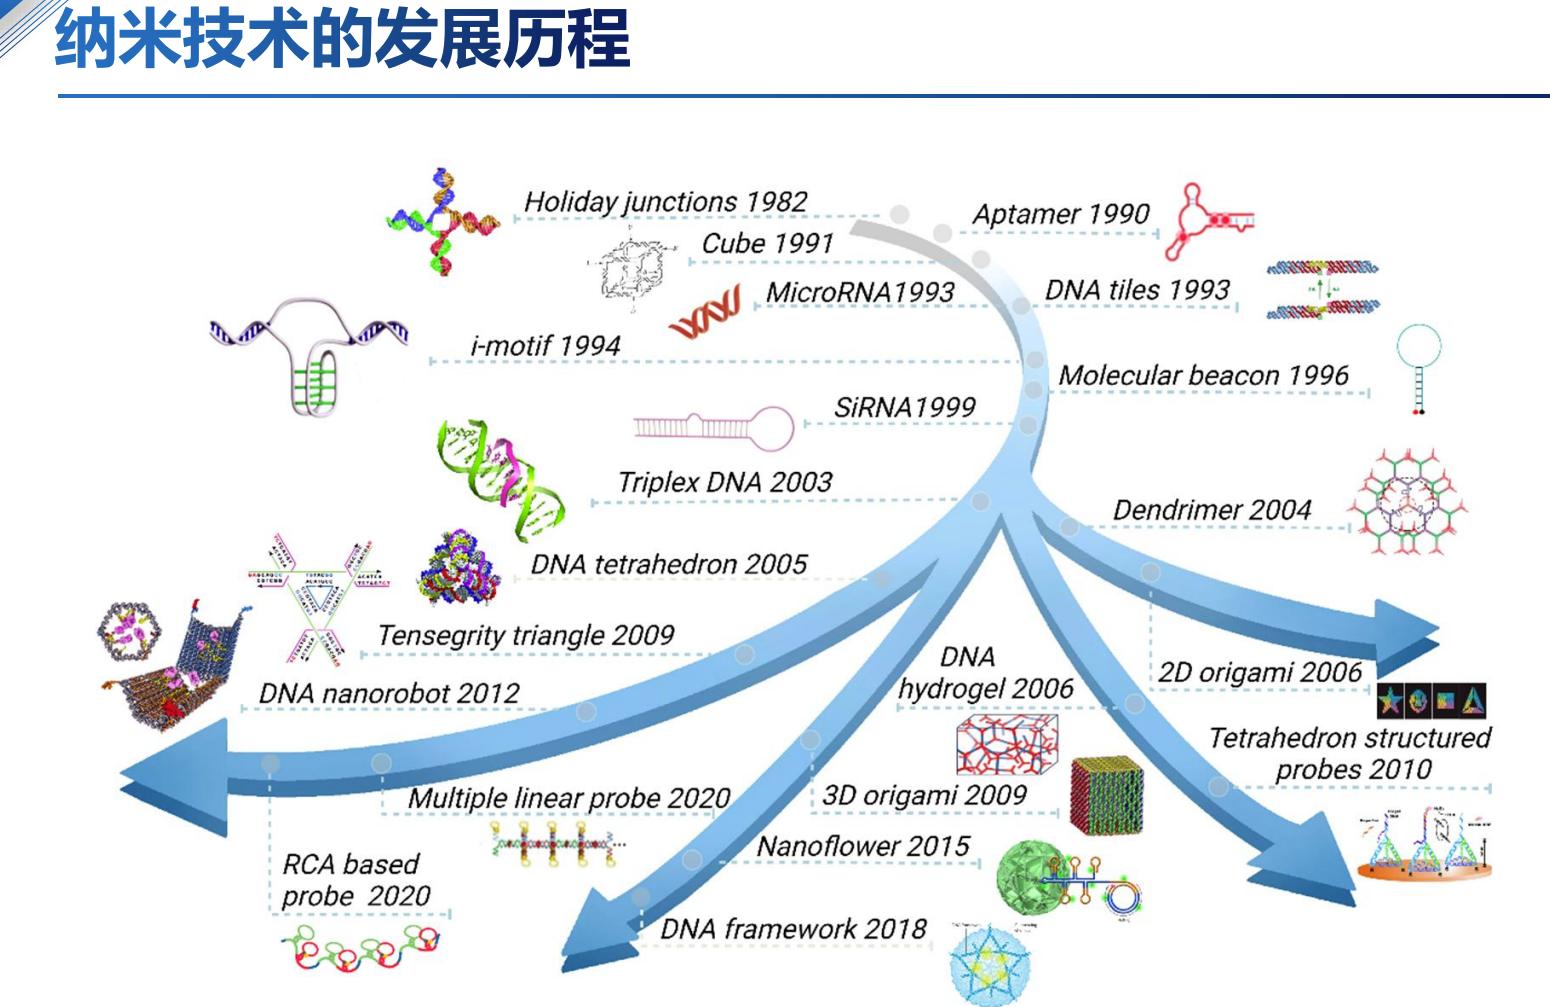 纳米技术的发展历程
Holiday junctions 1982
Aptamer 1990
Cube 1991
MicroRNA1993
DNA tiles 1993
i-motif 1994
Molecular beacon 1996
SiRNA1999
Triplex DNA 2003
Dendrimer 2004
DNA tetrahedron 2005
Tensegrity triangle 2009
DNA nanorobot 2012
DNA
hydrogel 2006
2D origami 2006
Tetrahedron structured
probes 2010
Multiple linear probe 2020
3D origami 2009
Nanoflower 2015
RCA based
probe 2020
DNA framework 2018